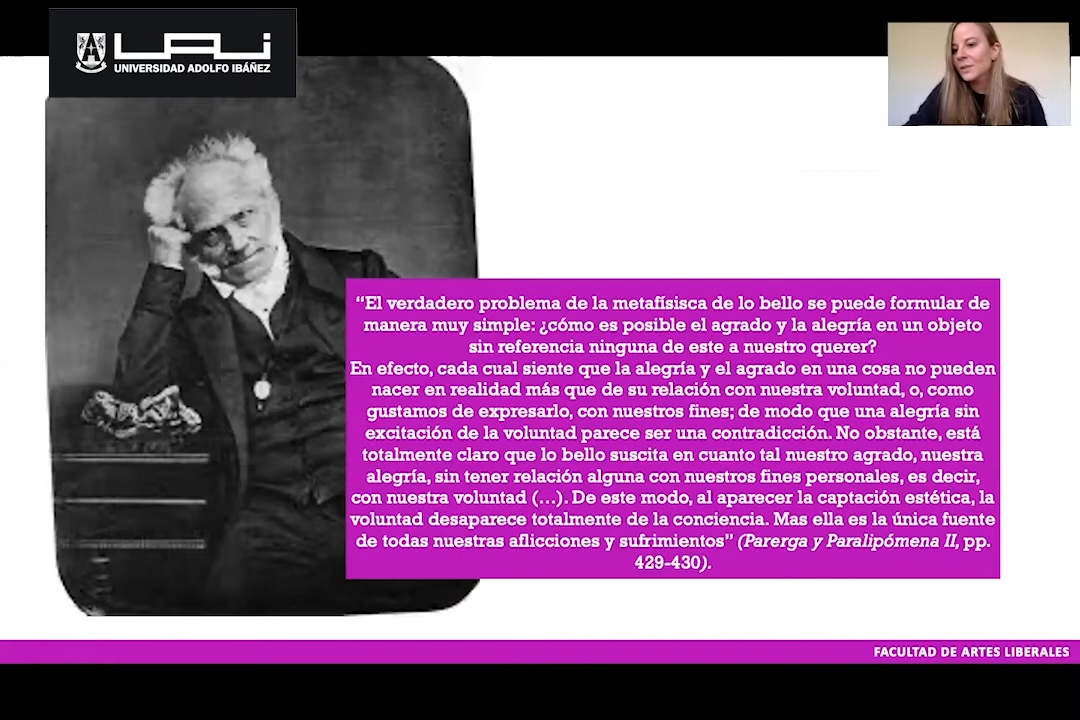 UAI
UNIVERSIDAD ADOLFO IBÁÑEZ
“El verdadero problema de la metafísisca de lo bello se puede formular de
manera muy simple: ¿cómo es posible el agrado y la alegría en un objeto
sin referencia ninguna de este a nuestro querer?
En efecto, cada cual siente que la alegría y el agrado en una cosa no pueden
nacer en realidad más que de su relación con nuestra voluntad, o, como
gustamos de expresarlo, con nuestros fines; de modo que una alegría sin
excitación de la voluntad parece ser una contradicción. No obstante, está
totalmente claro que lo bello suscita en cuanto tal nuestro agrado, nuestra
alegría, sin tener relación alguna con nuestros fines personales, es decir,
con nuestra voluntad (…). De este modo, al aparecer la captación estética, la
voluntad desaparece totalmente de la conciencia. Mas ella es la única fuente
de todas nuestras aflicciones y sufrimientos” (Parerga y Paralipómena II, pp.
429-430).
FACULTAD DE ARTES LIBERALES